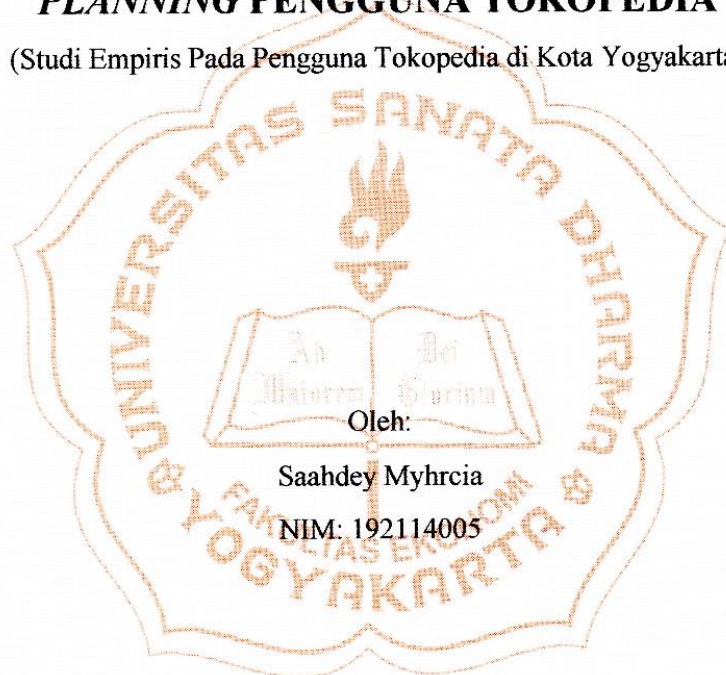 PLANNING PENGGUNA TOKOPEDIA
(Studi Empiris Pada Pengguna Tokopedia di Kota Yogyakarta
UNIVERSITAS SANATA DHARMA
Ad Dei
Maiorem Gloriam
Oleh:
Saahdey Myhrcia
NIM: 192114005
FAKULTAS EKONOMI
YOGYAKARTA